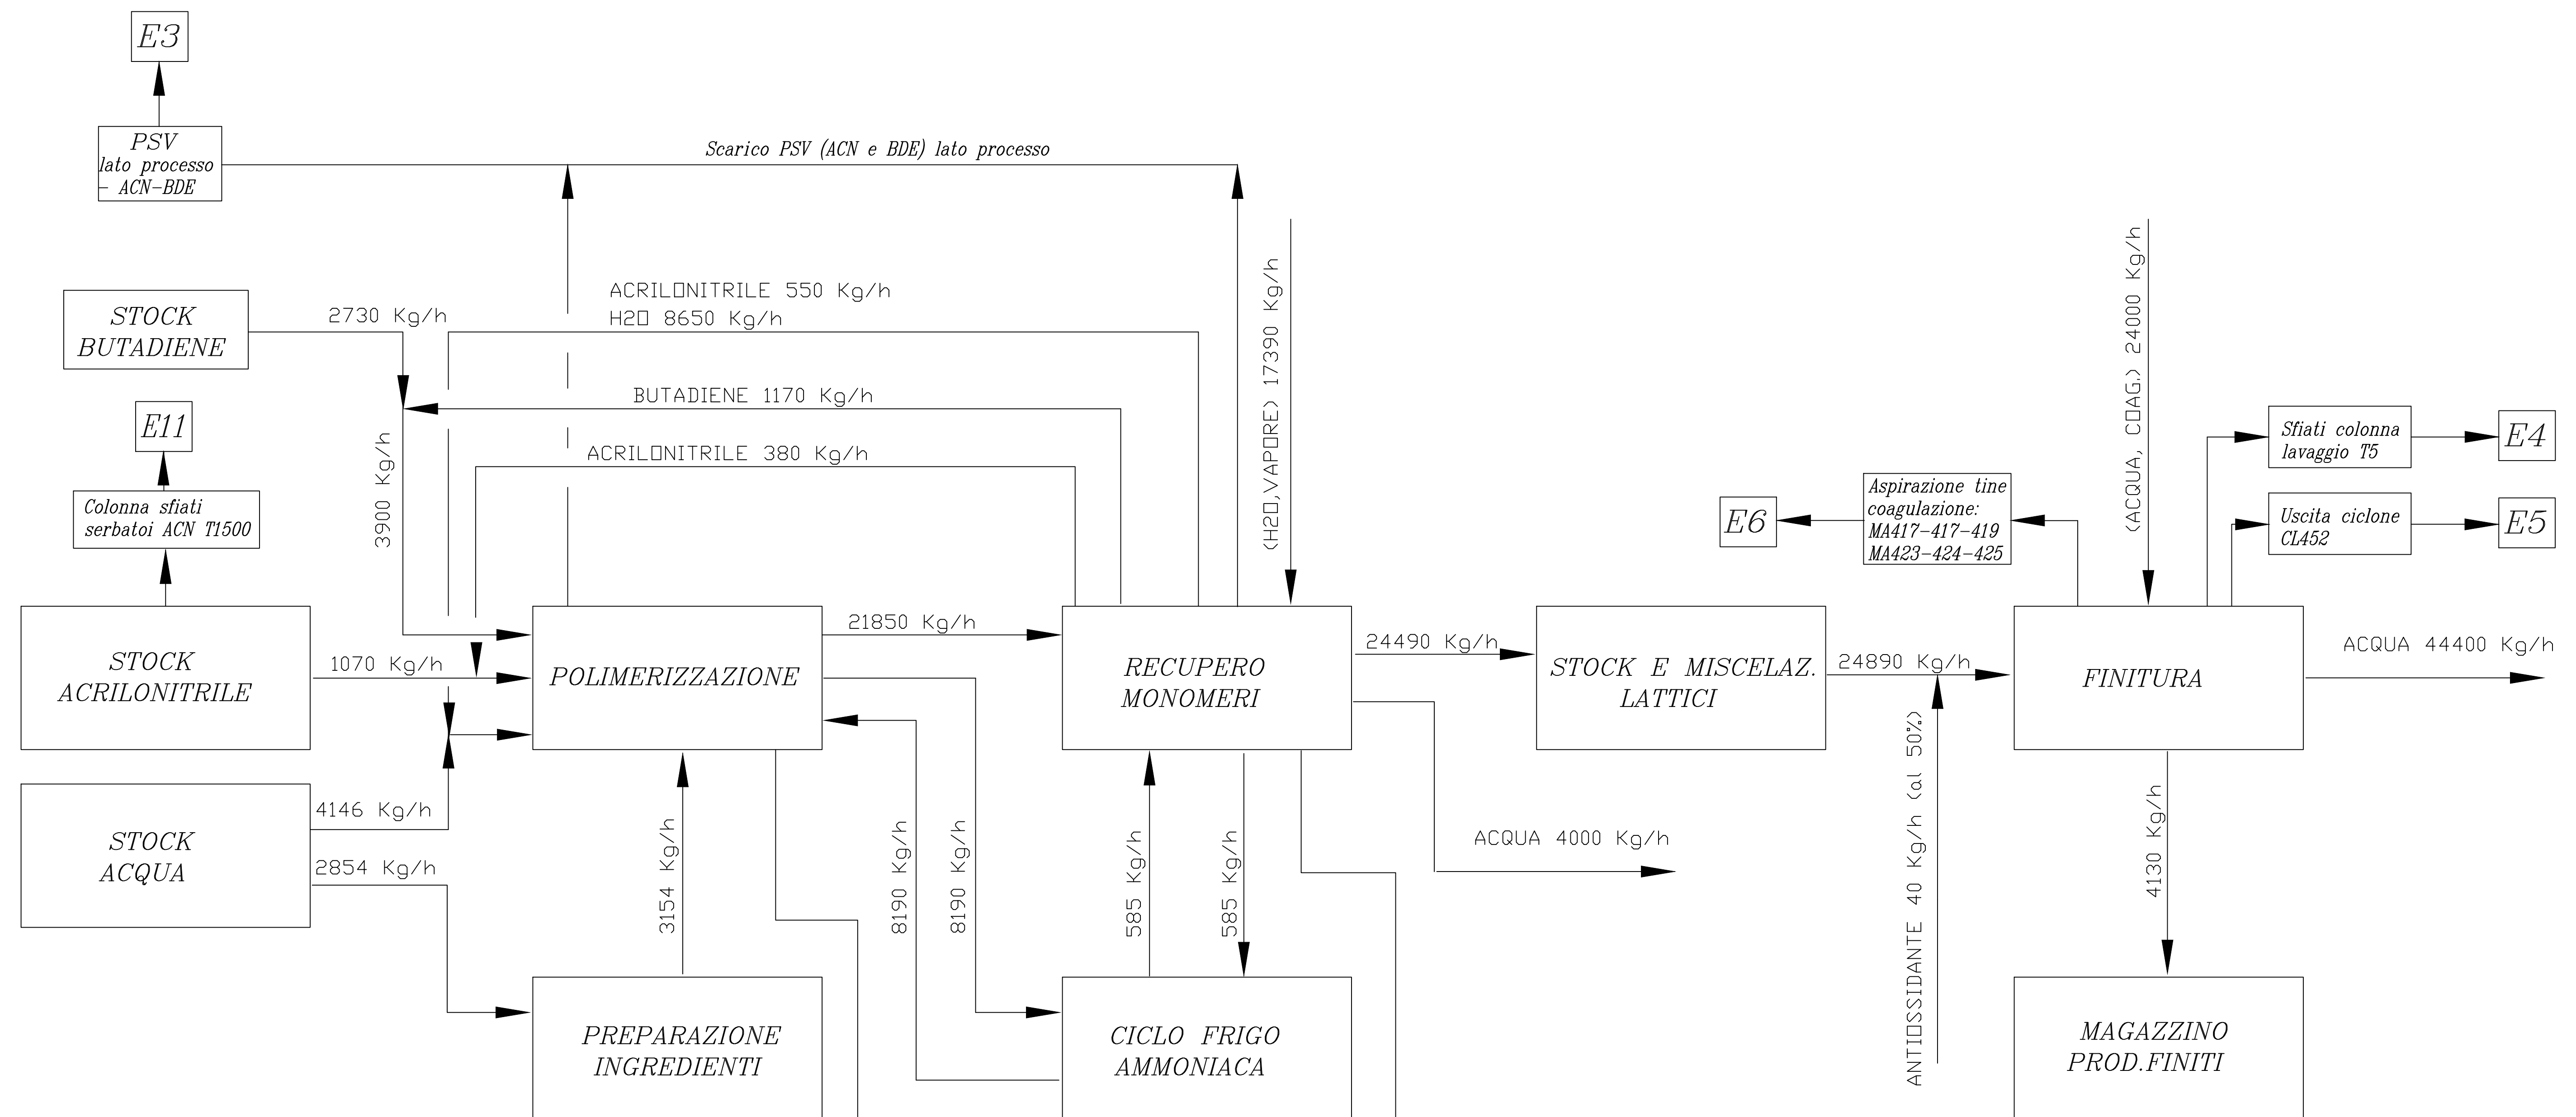 E3
PSV
lato processo
- ACN-BDE
Scarico PSV (ACN e BDE) lato processo
STOCK
BUTADIENE
2730 Kg/h
ACRILONITRILE 550 Kg/h
H2O 8650 Kg/h
BUTADIENE 1170 Kg/h
ACRILONITRILE 380 Kg/h
3900 Kg/h
(H2O,VAPORE) 17390 Kg/h
(ACQUA, COAG.) 24000 Kg/h
E11
Colonna sfiati
serbatoi ACN T1500
E6
Aspirazione tine
coagulazione:
MA417-417-419
MA423-424-425
Sfiati colonna
lavaggio T5
E4
Uscita ciclone
CL452
E5
STOCK
ACRILONITRILE
1070 Kg/h
POLIMERIZZAZIONE
21850 Kg/h
RECUPERO
MONOMERI
24490 Kg/h
STOCK E MISCELAZ.
LATTICI
24890 Kg/h
FINITURA
ACQUA 44400 Kg/h
STOCK
ACQUA
4146 Kg/h
2854 Kg/h
3154 Kg/h
8190 Kg/h
8190 Kg/h
585 Kg/h
585 Kg/h
ACQUA 4000 Kg/h
ANTIOSSIDANTE 40 Kg/h (al 50%)
4130 Kg/h
PREPARAZIONE
INGREDIENTI
CICLO FRIGO
AMMONIACA
MAGAZZINO
PROD.FINITI